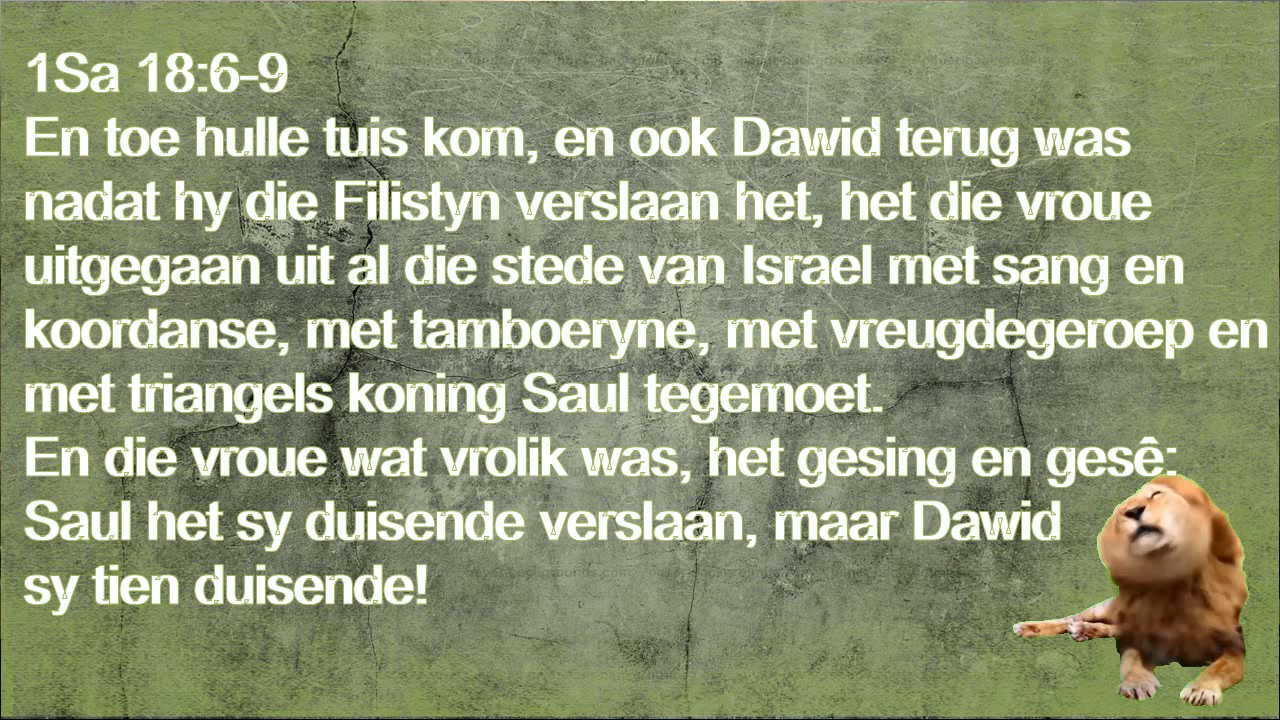 1Sa 18:6-9
En toe hulle tuis kom, en ook Dawid terug was
nadat hy die Filistyn verslaan het, het die vroue
uitgegaan uit al die stede van Israel met sang en
koordanse, met tamboeryne, met vreugdegeroep en
met triangels koning Saul tegemoet.
En die vroue wat vrolik was, het gesing en gesê:
Saul het sy duisende verslaan, maar Dawid
sy tien duisende!